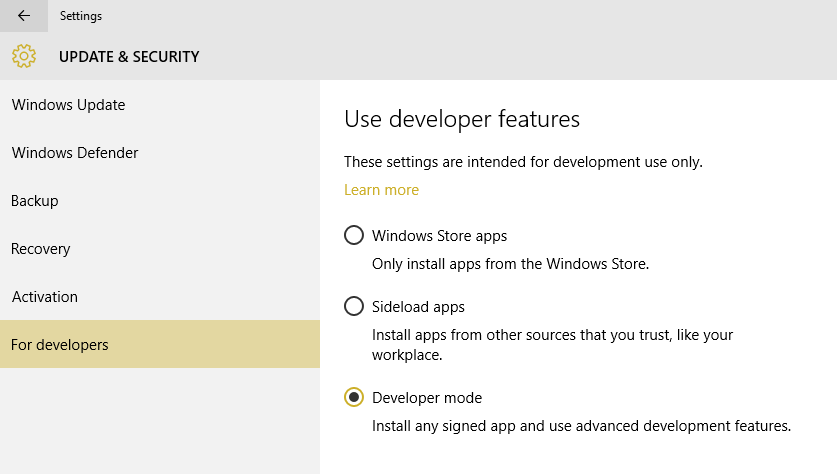 Settings
UPDATE & SECURITY
Windows Update
Windows Defender
Backup
Recovery
Activation
For developers
Use developer features
These settings are intended for development use only.
Learn more
Windows Store apps
Only install apps from the Windows Store.
Sideload apps
Install apps from other sources that you trust, like your
workplace.
Developer mode
Install any signed app and use advanced development features.